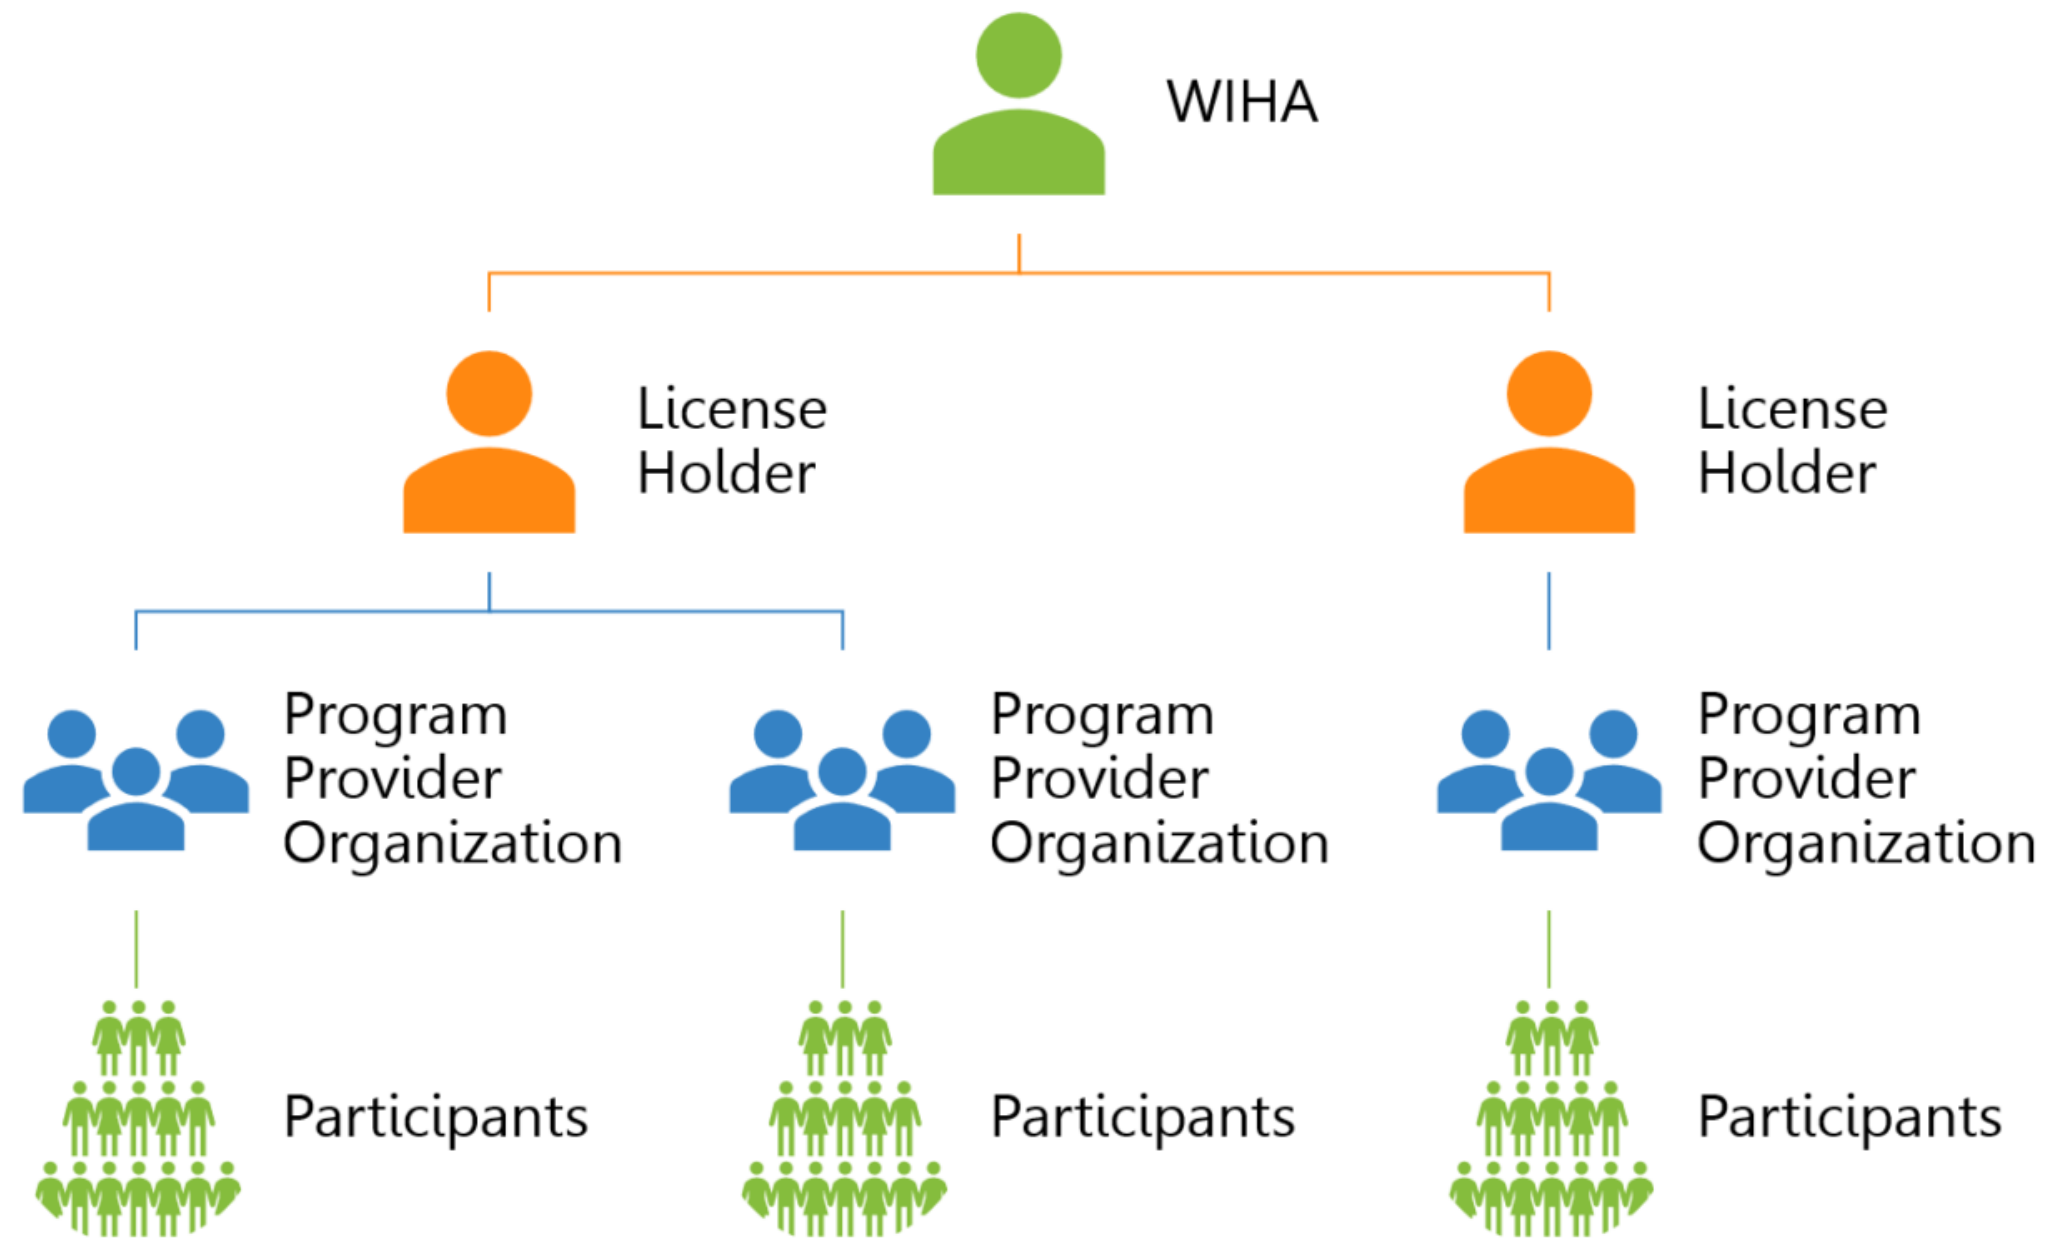 WIHA
License
Holder
License
Holder
Program
Provider
Organization
Program
Provider
Organization
Program
Provider
Organization
Participants
Participants
Participants